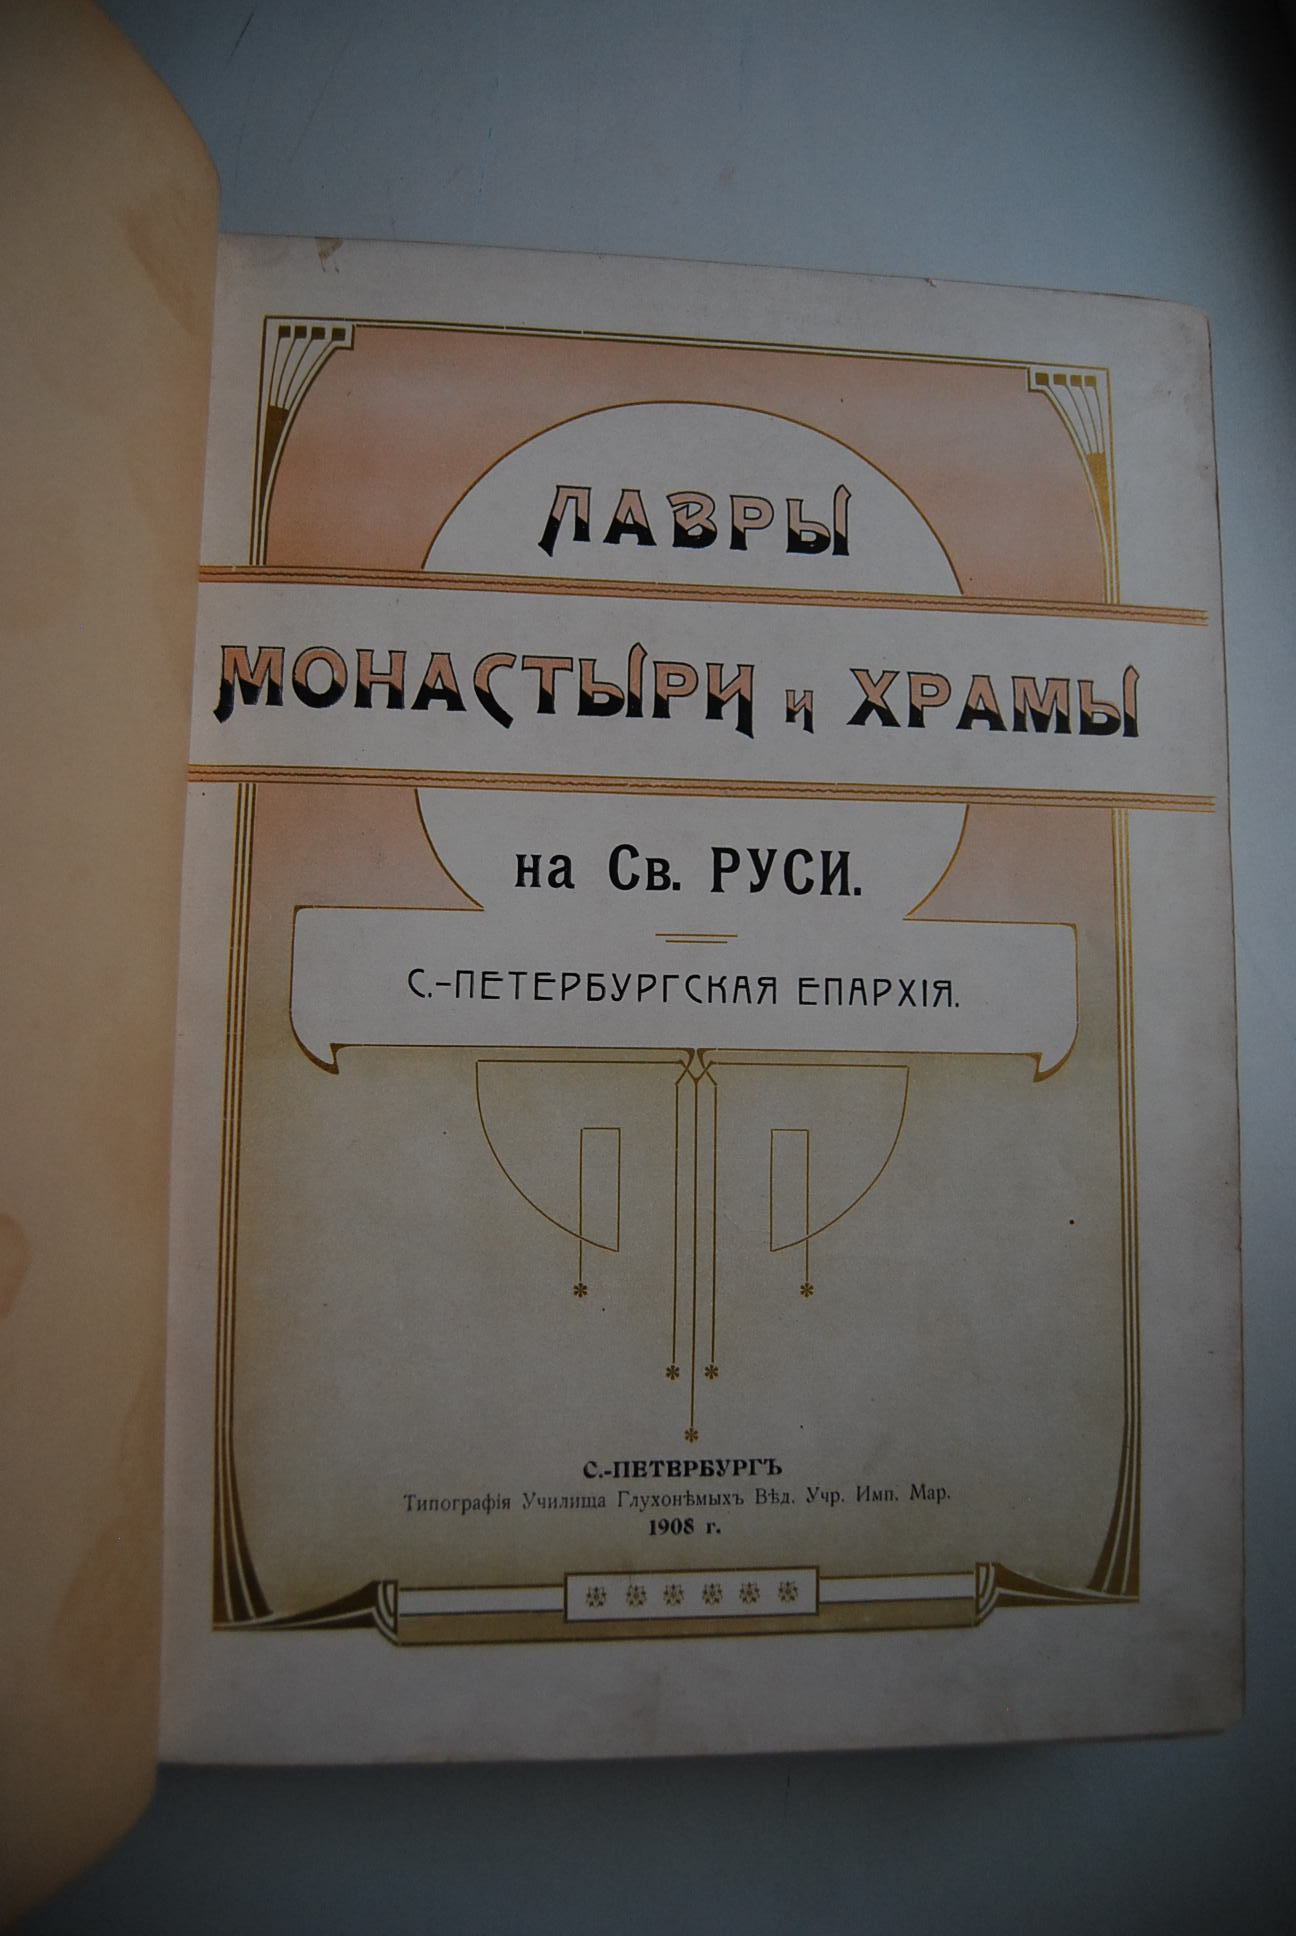 ЛАВРЫ
МОНАСТЫРИ и ХРАМЫ
на Св. РУСИ.
С.-ПЕТЕРБУРГСКАЯ ЕПАРХІЯ.
С.-ПЕТЕРБУРГЪ
Типографія Училища Глухонѣмыхъ Вѣд. Учр. Имп. Мар.
1908 г.